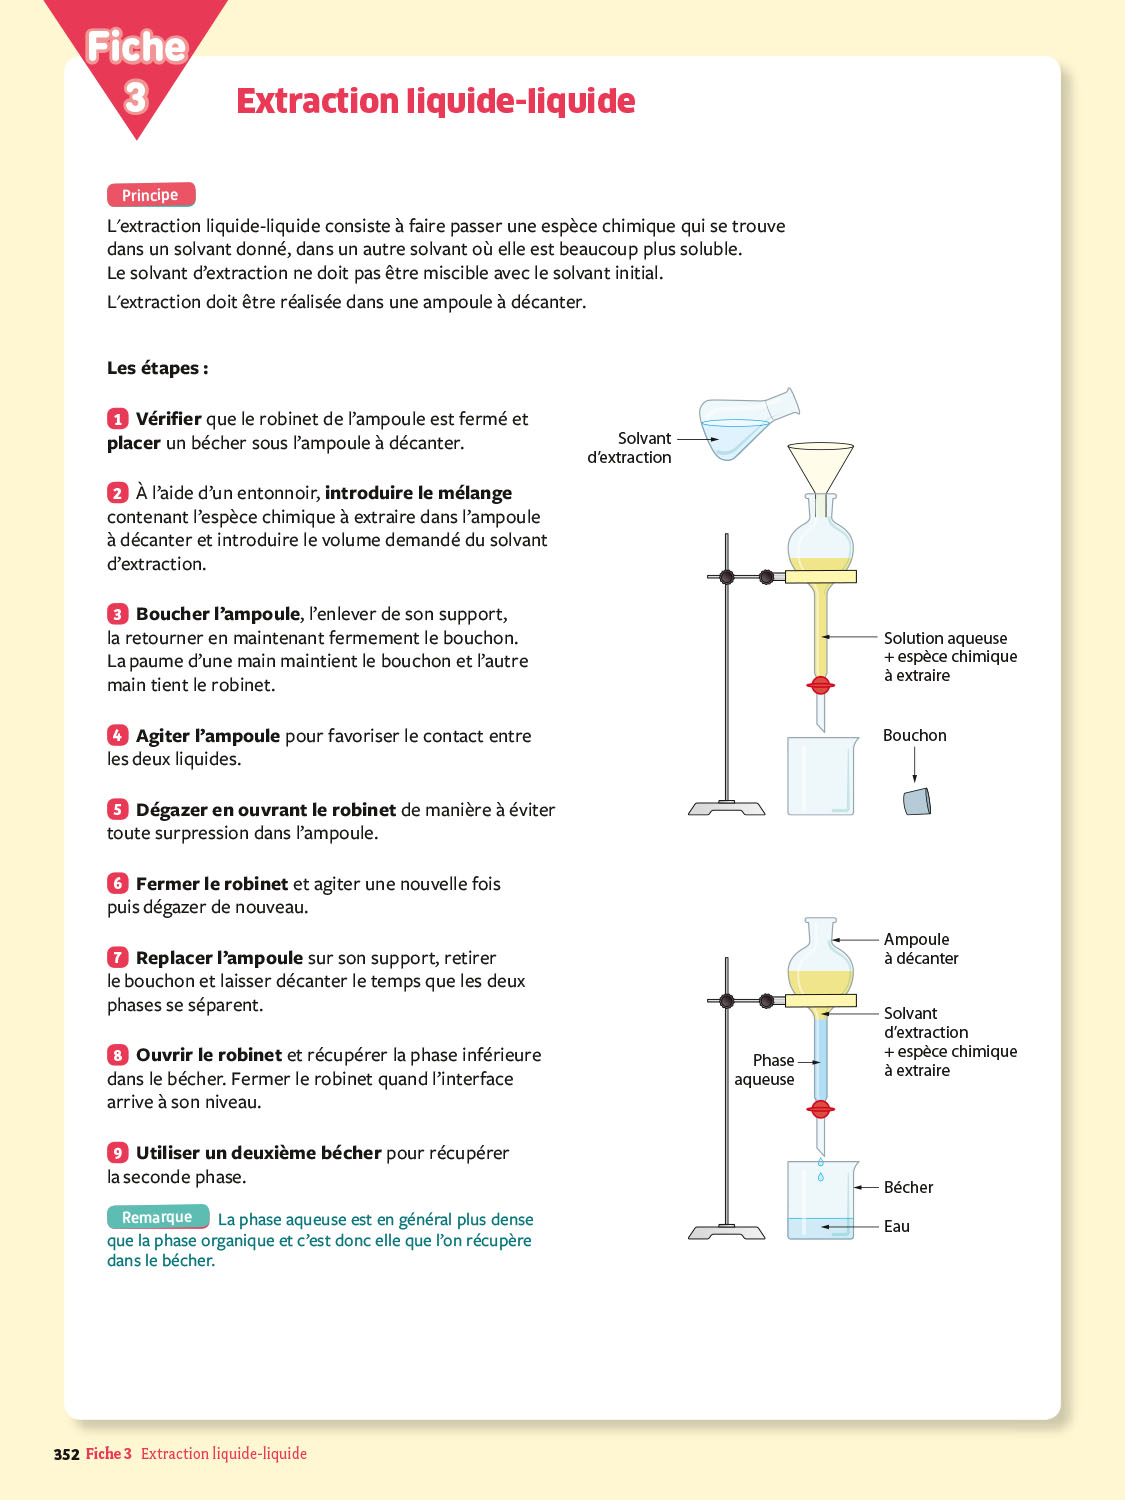 Fiche
3
Extraction liquide-liquide
Principe
L'extraction liquide-liquide consiste à faire passer une espèce chimique qui se trouve
dans un solvant donné, dans un autre solvant où elle est beaucoup plus soluble.
Le solvant d'extraction ne doit pas être miscible avec le solvant initial.
L'extraction doit être réalisée dans une ampoule à décanter.
Les étapes :
1 Vérifier que le robinet de l'ampoule est fermé et
placer un bécher sous l'ampoule à décanter.
2 À l'aide d'un entonnoir, introduire le mélange
contenant l'espèce chimique à extraire dans l'ampoule
à décanter et introduire le volume demandé du solvant
d'extraction.
3 Boucher l'ampoule, l'enlever de son support,
la retourner en maintenant fermement le bouchon.
La paume d'une main maintient le bouchon et l'autre
main tient le robinet.
4 Agiter l'ampoule pour favoriser le contact entre
les deux liquides.
5 Dégazer en ouvrant le robinet de manière à éviter
toute surpression dans l'ampoule.
6 Fermer le robinet et agiter une nouvelle fois
puis dégazer de nouveau.
7 Replacer l'ampoule sur son support, retirer
le bouchon et laisser décanter le temps que les deux
phases se séparent.
8 Ouvrir le robinet et récupérer la phase inférieure
dans le bécher. Fermer le robinet quand l'interface
arrive à son niveau.
9 Utiliser un deuxième bécher pour récupérer
la seconde phase.
Remarque La phase aqueuse est en général plus dense
que la phase organique et c'est donc elle que l'on récupère
dans le bécher.
Solvant
d'extraction
Solution aqueuse
+ espèce chimique
à extraire
Bouchon
Ampoule
à décanter
Solvant
d'extraction
+ espèce chimique
à extraire
Phase
aqueuse
Bécher
Eau
352 Fiche 3 Extraction liquide-liquide